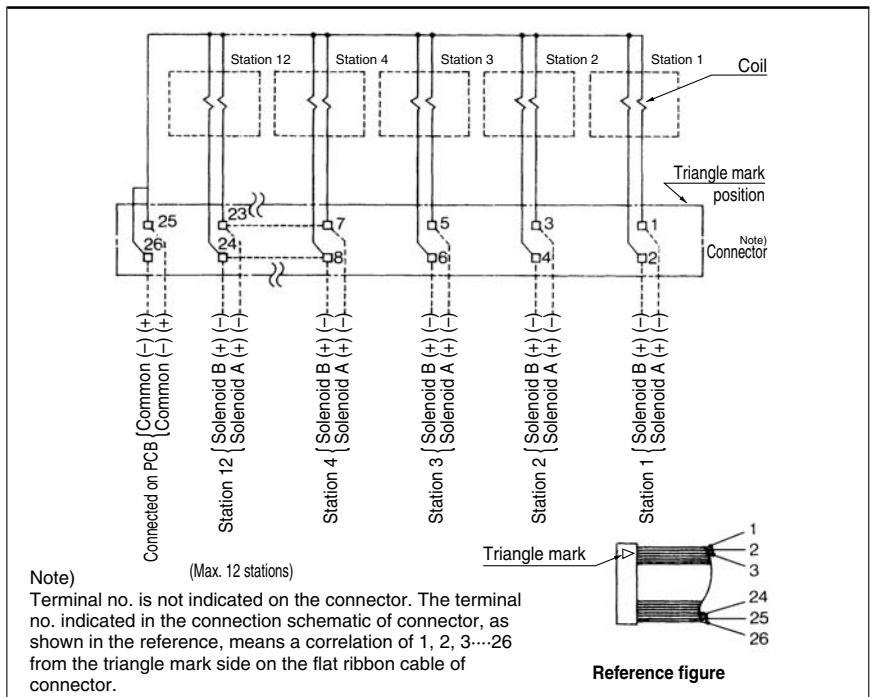 Station 12
Station 4
Station 3
Station 2
Station 1
Coil
Triangle mark
position
25
23
7
5
3
1
26
24
8
6
4
2
Note)
Connector
Connected on PCB { Common (−) (+)
Common (−) (+)
Station 12 { Solenoid B (+) (−)
Solenoid A (+) (−)
Station 4 { Solenoid B (+) (−)
Solenoid A (+) (−)
Station 3 { Solenoid B (+) (−)
Solenoid A (+) (−)
Station 2 { Solenoid B (+) (−)
Solenoid A (+) (−)
Station 1 { Solenoid B (+) (−)
Solenoid A (+) (−)
(Max. 12 stations)
Triangle mark
1
2
3
24
25
26
Reference figure
Note)
Terminal no. is not indicated on the connector. The terminal
no. indicated in the connection schematic of connector, as
shown in the reference, means a correlation of 1, 2, 3····26
from the triangle mark side on the flat ribbon cable of
connector.